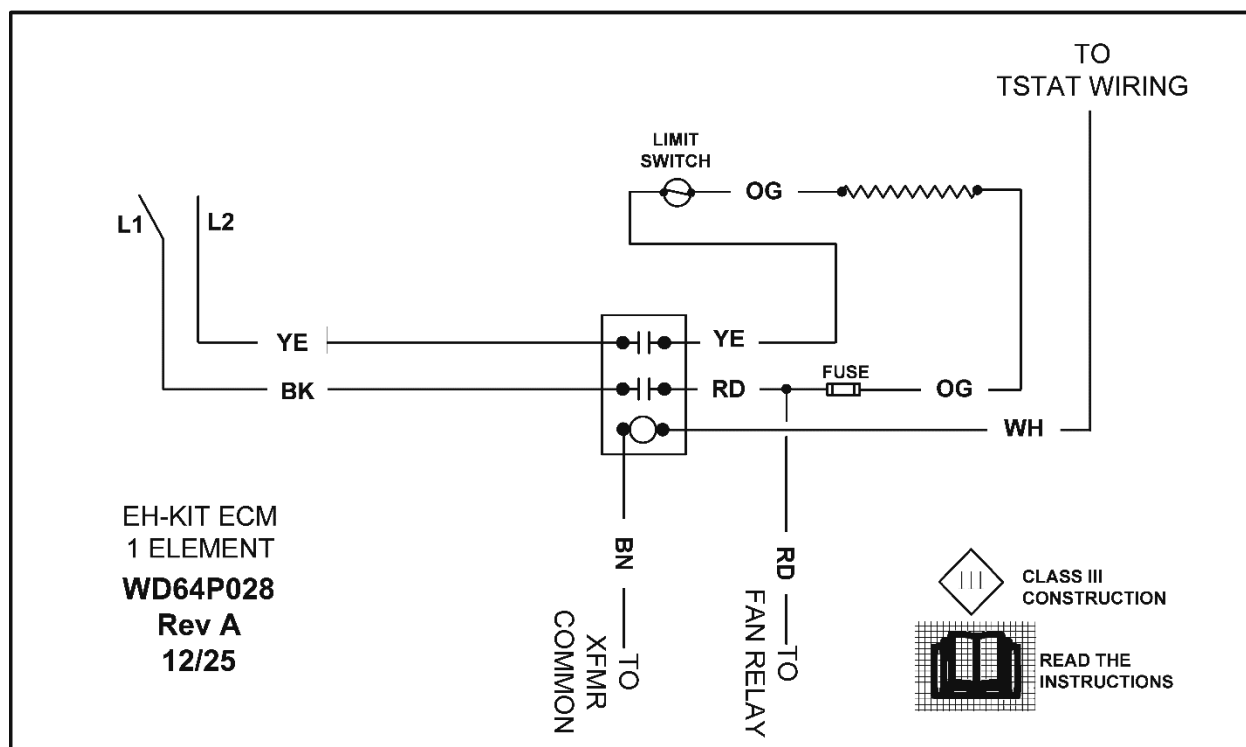 TO
TSTAT WIRING
LIMIT
SWITCH
OG
L1
L2
YE
YE
BK
RD
FUSE
OG
WH
BN
TO
XFMR
COMMON
RD
TO
FAN RELAY
EH-KIT ECM
1 ELEMENT
WD64P028
Rev A
12/25
III
CLASS III
CONSTRUCTION
READ THE
INSTRUCTIONS